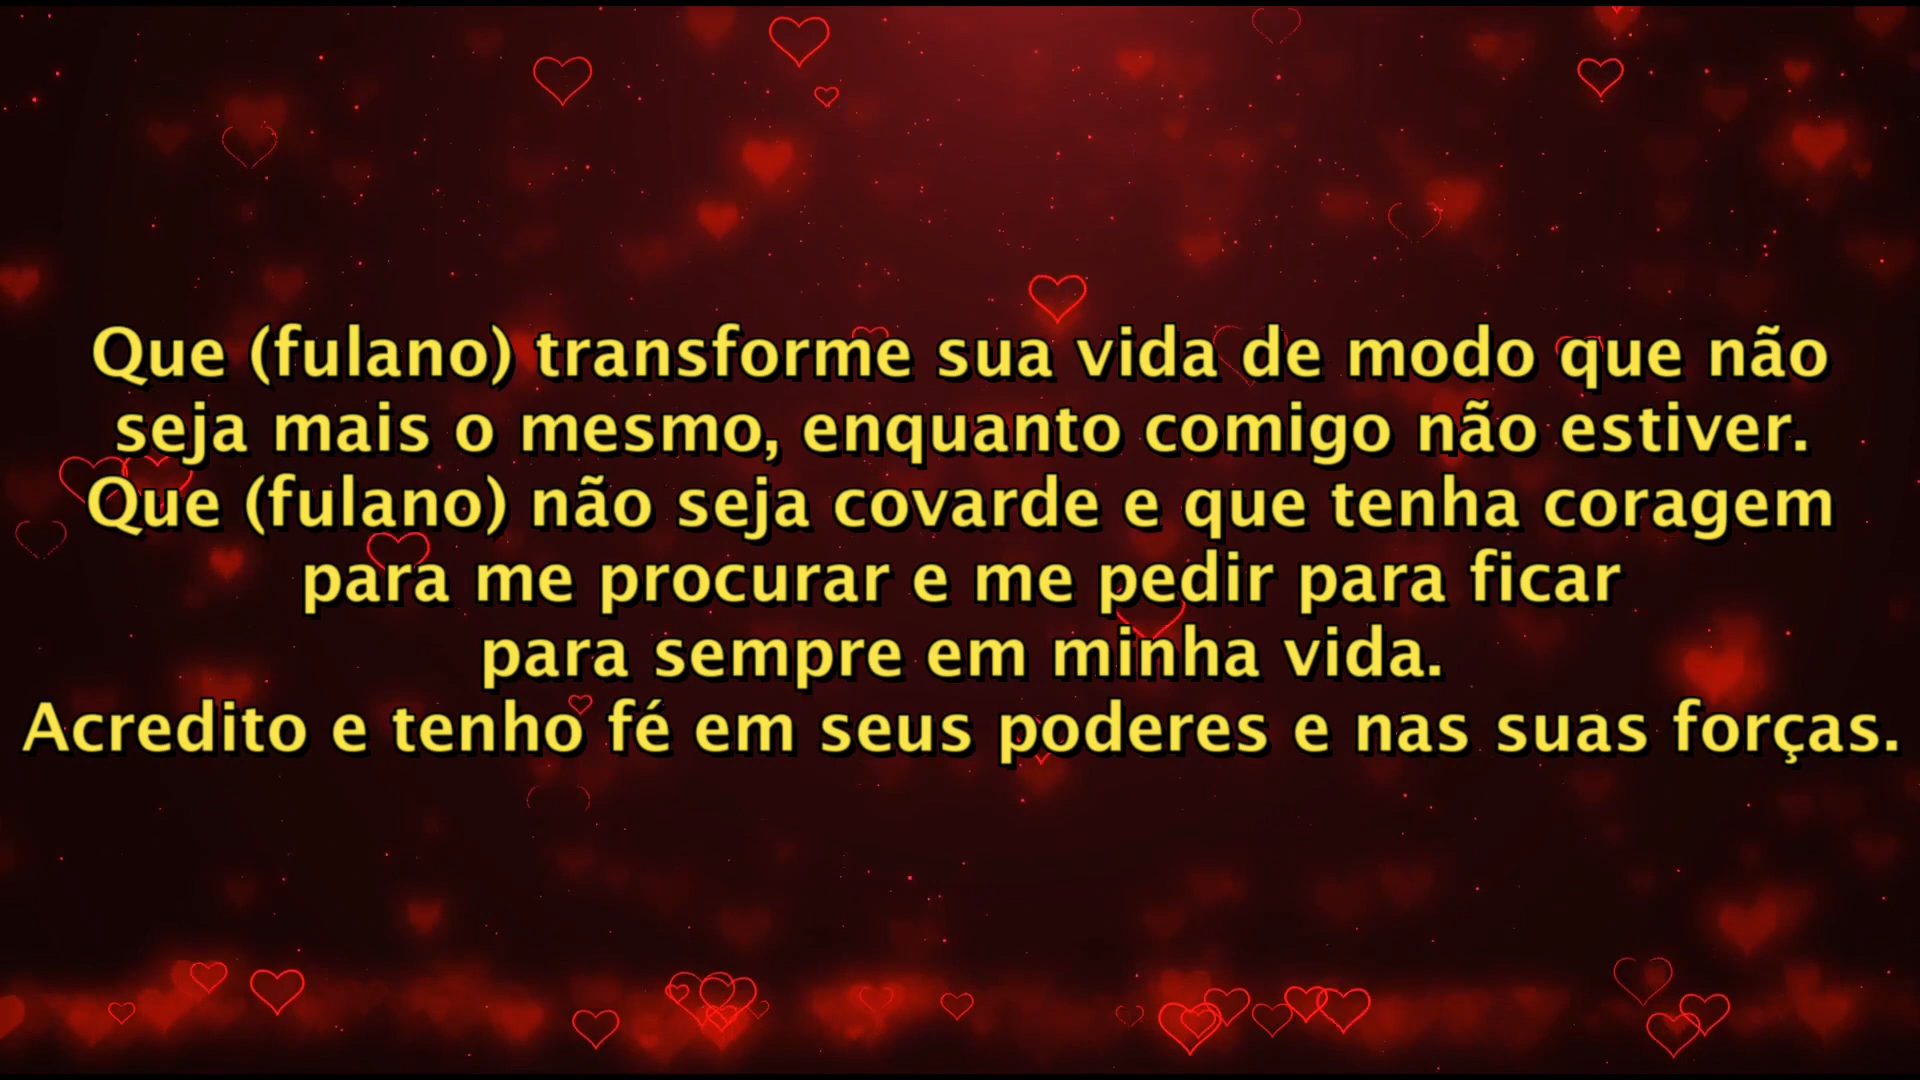 Que (fulano) transforme sua vida de modo que não
seja mais o mesmo, enquanto comigo não estiver.
Que (fulano) não seja covarde e que tenha coragem
para me procurar e me pedir para ficar
para sempre em minha vida.
Acredito e tenho fé em seus poderes e nas suas forças.